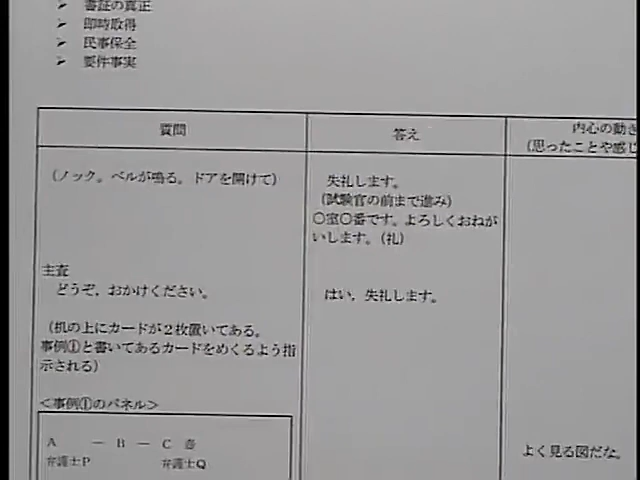 ➢ 書証の真正
➢ 即時取得
➢ 民事保全
➢ 要件事実
質問
答え
内心の動き
(思ったことや感じ
(ノック。ベルが鳴る。ドアを開けて)
失礼します。
(試験官の前まで進み)
〇室〇番です。よろしくおねが
いします。(礼)
主査
どうぞ，おかけください。
はい，失礼します。
(机の上にカードが２枚置いてある。
事例①と書いてあるカードをめくるよう指
示される)
＜事例①のパネル＞
A － B － C 壺
弁護士P 弁護士Q
よく見る図だな。